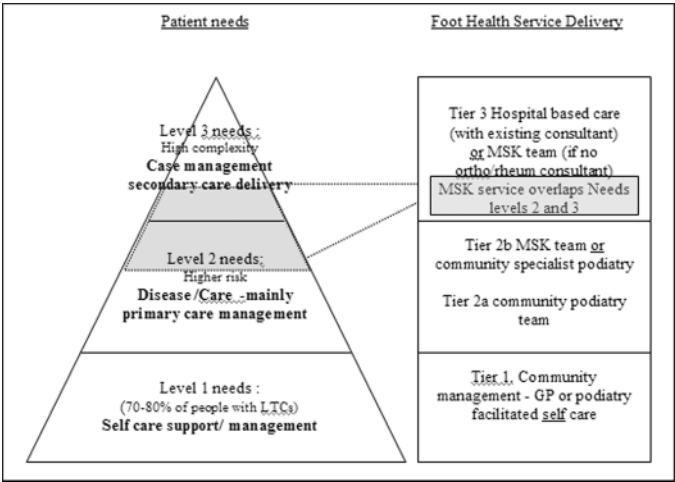 Patient needs
Foot Health Service Delivery
Level 3 needs :
High complexity
Case management
secondary care delivery
Level 2 needs;
Higher risk
Disease /Care -mainly
primary care management
Level 1 needs :
(70-80% of people with LTCs)
Self care support/ management
Tier 3 Hospital based care
(with existing consultant)
or MSK team (if no
ortho/rheum consultant)
MSK service overlaps Needs
levels 2 and 3
Tier 2b MSK team or
community specialist podiatry
Tier 2a community podiatry
team
Tier 1, Community
management - GP or podiatry
facilitated self care